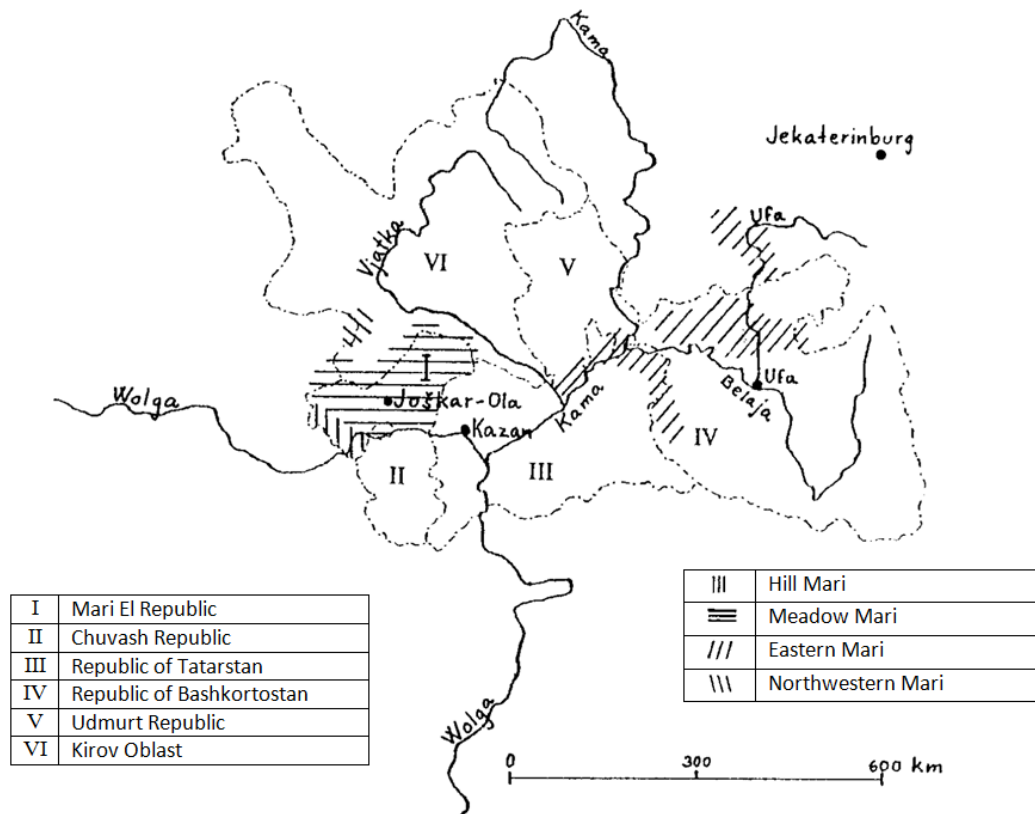 Kama
Jekaterinburg
Ufa
Vjatka
VI
V
I
Joškar-Ola
Wolga
Kazan
Kama
Belaja
Ufa
IV
II
III
Wolga
I Mari El Republic
II Chuvash Republic
III Republic of Tatarstan
IV Republic of Bashkortostan
V Udmurt Republic
VI Kirov Oblast
Hill Mari
Meadow Mari
Eastern Mari
Northwestern Mari
0 300 600 km